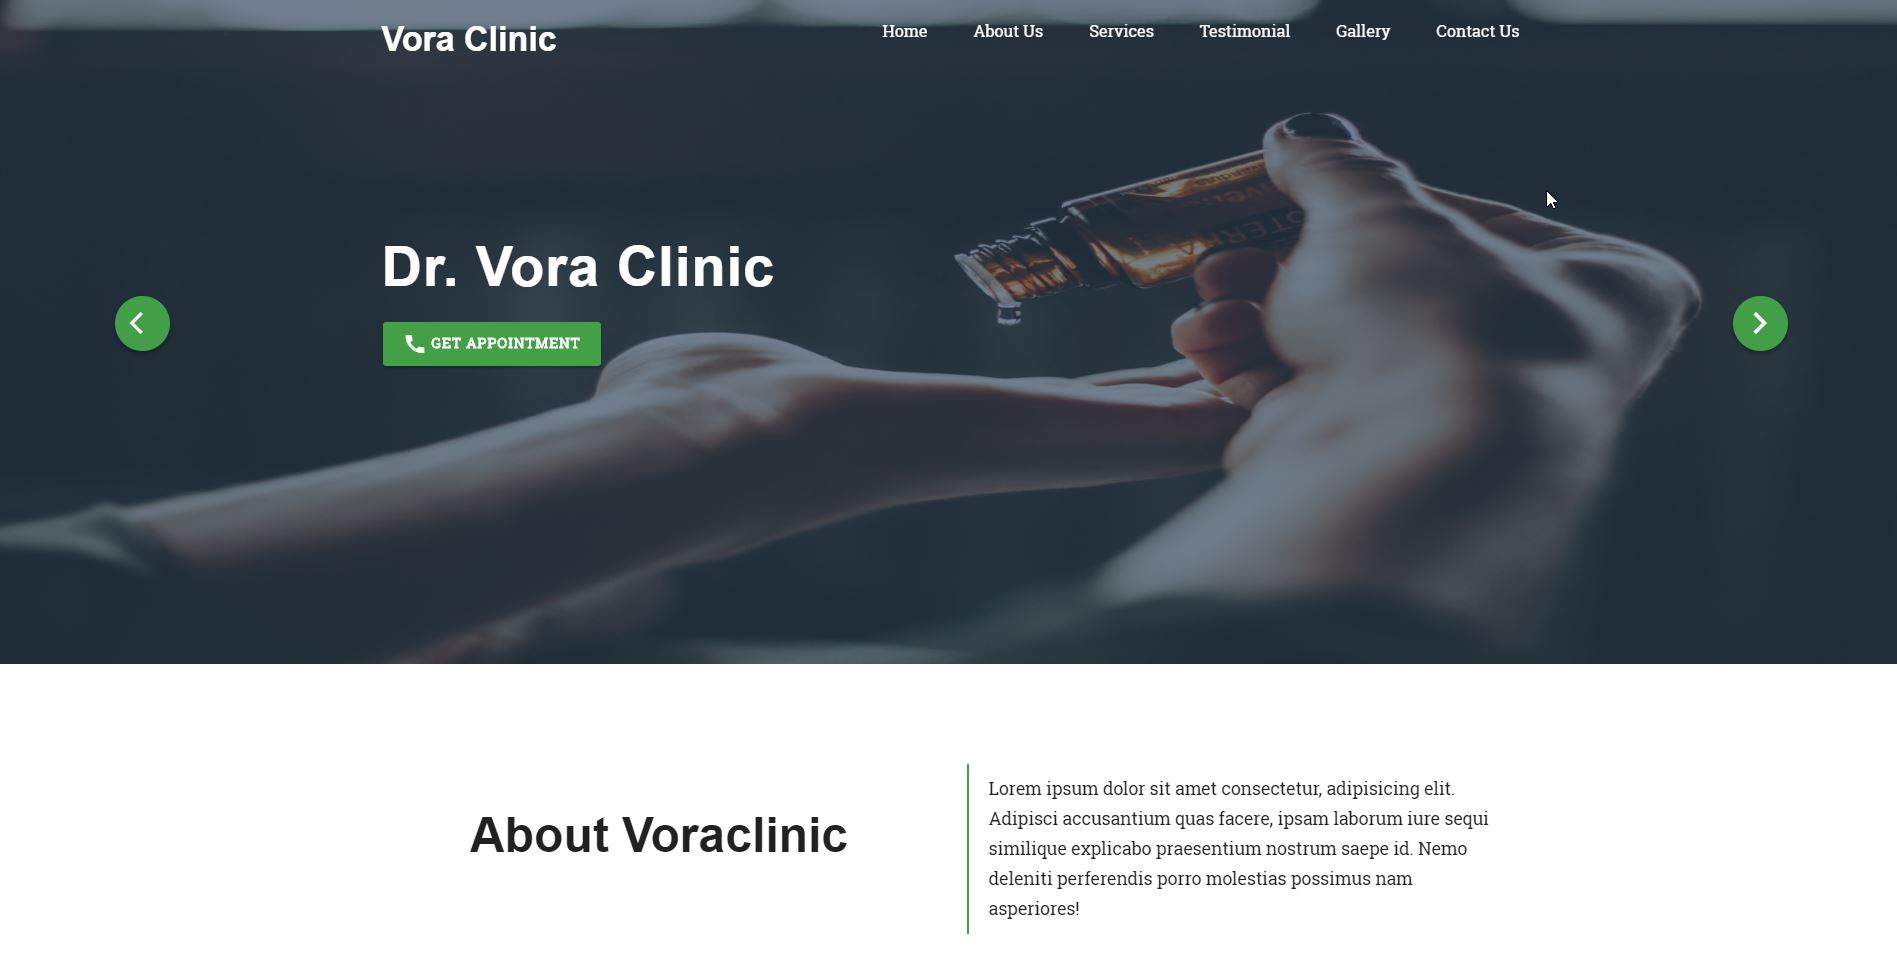 Vora Clinic
Home About Us Services Testimonial Gallery Contact Us
Dr. Vora Clinic
GET APPOINTMENT
About Voraclinic
Lorem ipsum dolor sit amet consectetur, adipisicing elit.
Adipisci accusantium quas facere, ipsam laborum iure sequi
similique explicabo praesentium nostrum saepe id. Nemo
deleniti perferendis porro molestias possimus nam
asperiores!